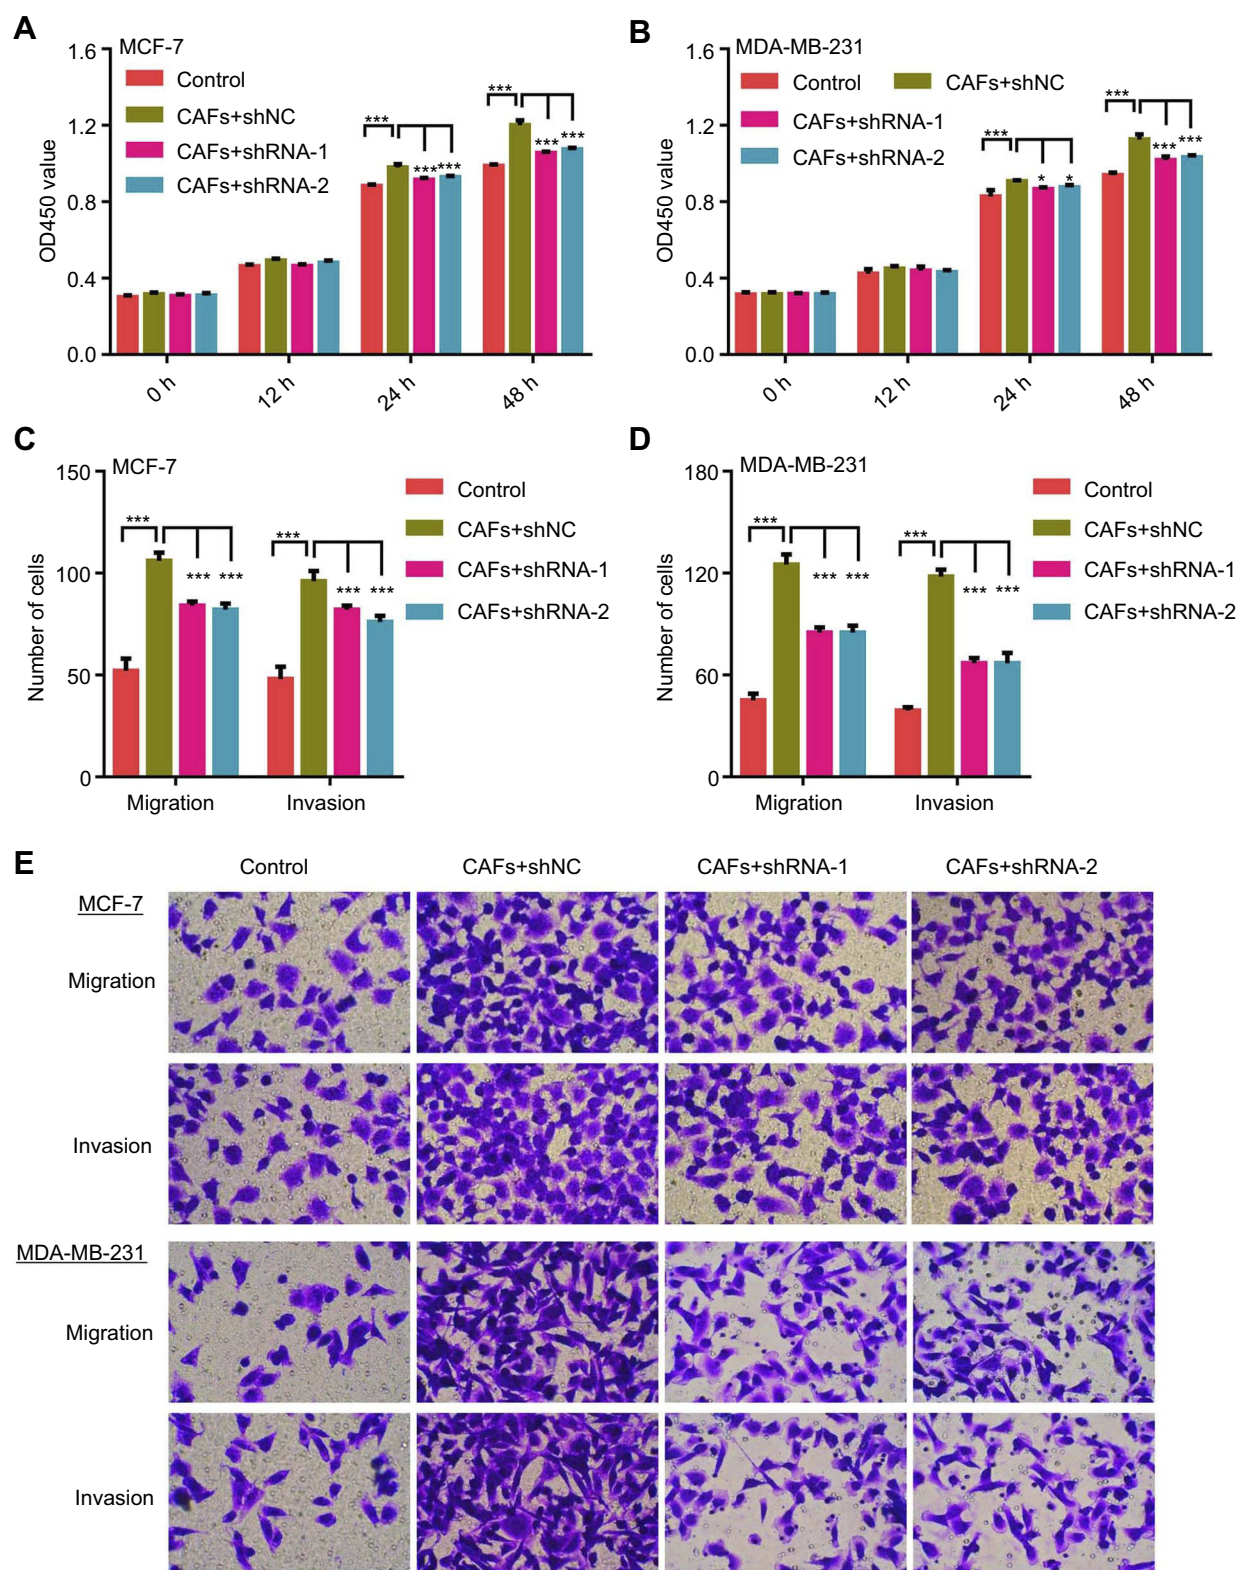 A
MCF-7
1.6
1.2
0.8
0.4
0.0
OD450 value
Control
CAFs+shNC
CAFs+shRNA-1
CAFs+shRNA-2
***
***
***
***
***
***
0 h
12 h
24 h
48 h
B
MDA-MB-231
1.6
1.2
0.8
0.4
0.0
OD450 value
Control
CAFs+shNC
CAFs+shRNA-1
CAFs+shRNA-2
***
*
*
***
***
***
0 h
12 h
24 h
48 h
C
MCF-7
150
100
50
0
Number of cells
***
***
***
***
***
***
Migration
Invasion
Control
CAFs+shNC
CAFs+shRNA-1
CAFs+shRNA-2
D
MDA-MB-231
180
120
60
0
Number of cells
***
***
***
***
***
***
Migration
Invasion
Control
CAFs+shNC
CAFs+shRNA-1
CAFs+shRNA-2
E
Control CAFs+shNC CAFs+shRNA-1 CAFs+shRNA-2
MCF-7
Migration
Invasion
MDA-MB-231
Migration
Invasion